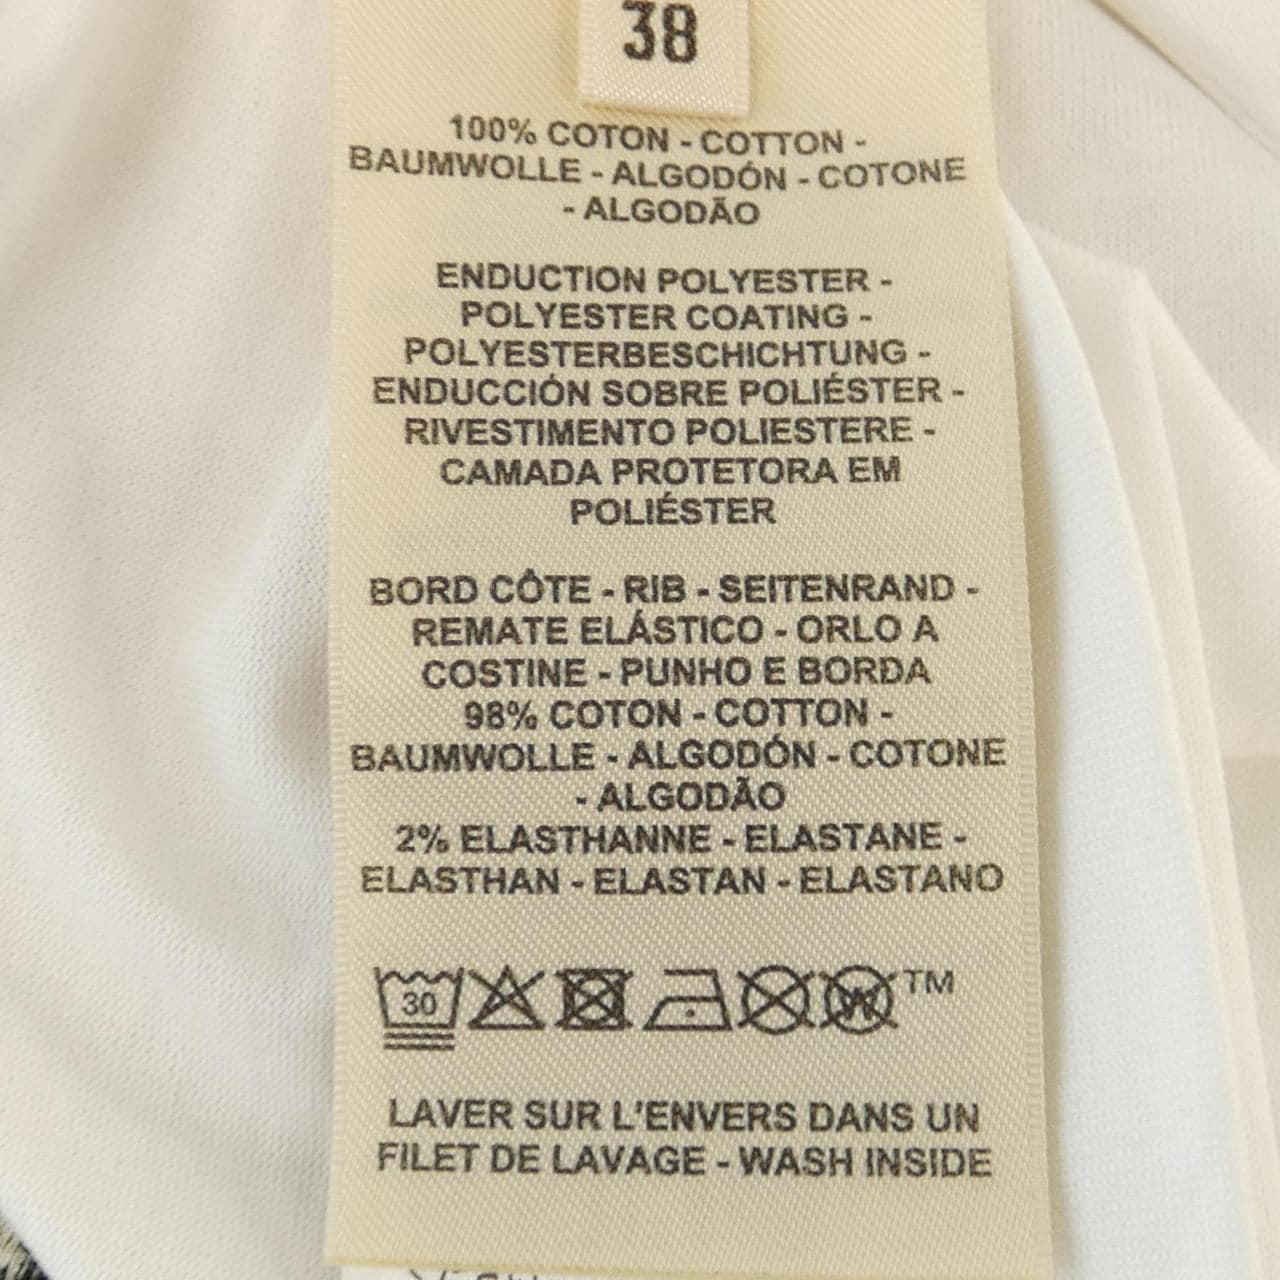 38
100% COTON - COTTON -
BAUMWOLLE - ALGODÓN - COTONE
- ALGODÃO
ENDUCTION POLYESTER -
POLYESTER COATING -
POLYESTERBESCHICHTUNG -
ENDUCCIÓN SOBRE POLIÉSTER -
RIVESTIMENTO POLIESTERE -
CAMADA PROTETORA EM
POLIÉSTER
BORD CÔTE - RIB - SEITENRAND -
REMATE ELÁSTICO - ORLO A
COSTINE - PUNHO E BORDA
98% COTON - COTTON -
BAUMWOLLE - ALGODÓN - COTONE
- ALGODÃO
2% ELASTHANNE - ELASTANE -
ELASTHAN - ELASTAN - ELASTANO
30 W TM
LAVER SUR L'ENVERS DANS UN
FILET DE LAVAGE - WASH INSIDE